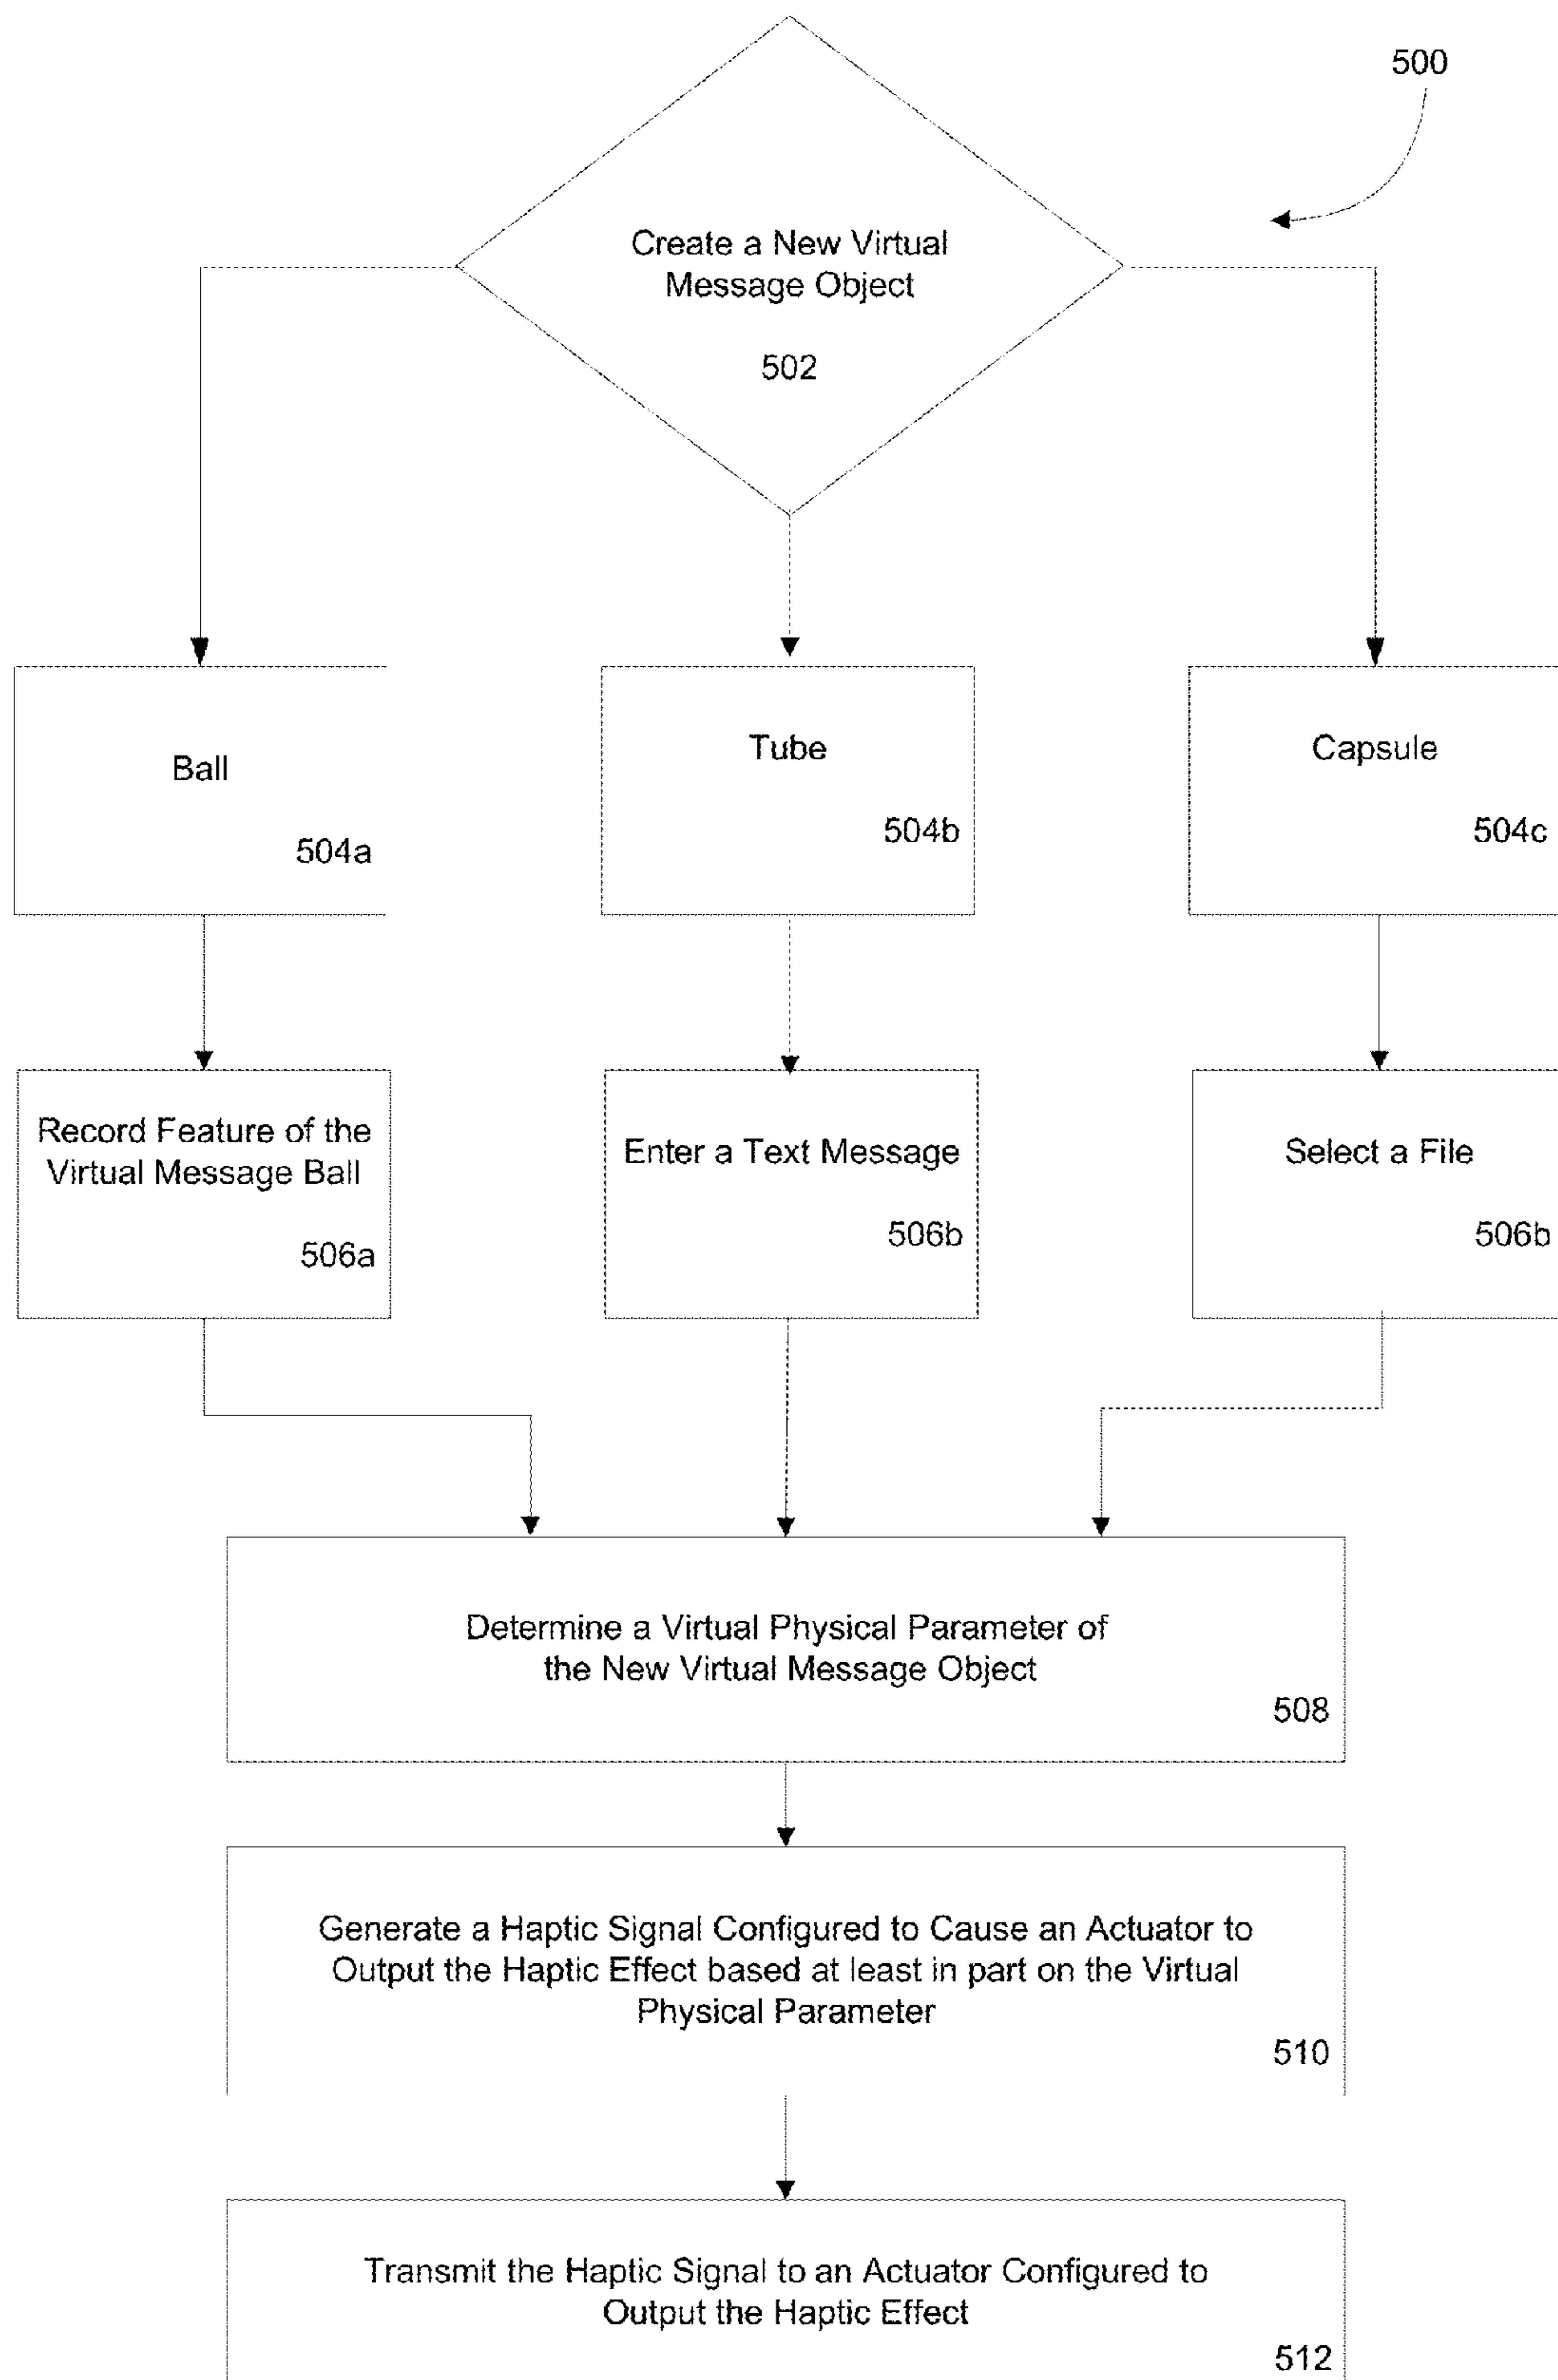 500
Create a New Virtual
Message Object
502
Ball
504a
Tube
504b
Capsule
504c
Record Feature of the
Virtual Message Ball
506a
Enter a Text Message
506b
Select a File
506b
Determine a Virtual Physical Parameter of
the New Virtual Message Object
508
Generate a Haptic Signal Configured to Cause an Actuator to
Output the Haptic Effect based at least in part on the Virtual
Physical Parameter
510
Transmit the Haptic Signal to an Actuator Configured to
Output the Haptic Effect
512